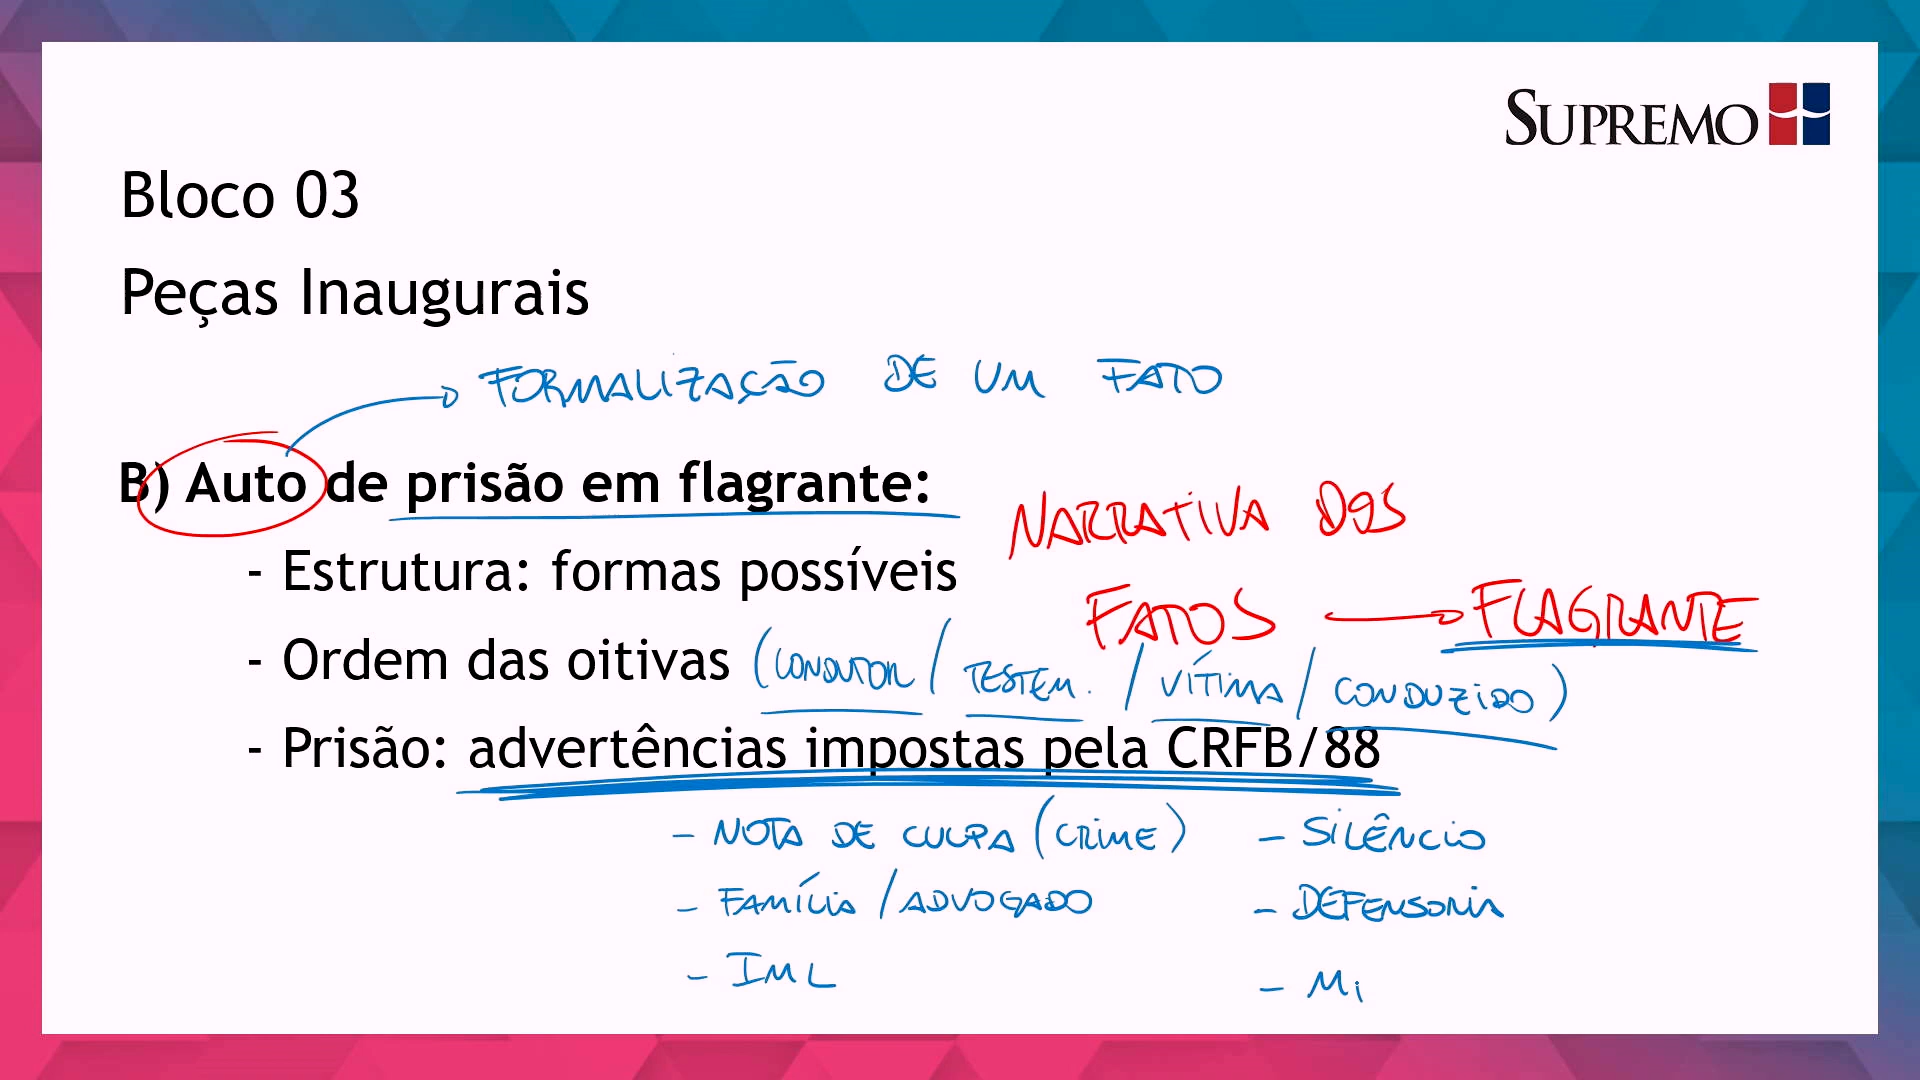 SUPREMO
Bloco 03
Peças Inaugurais
FORMALIZAÇÃO DE UM FATO
B) Auto de prisão em flagrante:
NARRATIVA DOS
FATOS → FLAGRANTE
- Estrutura: formas possíveis
- Ordem das oitivas (CONDUTOR / TESTEM. / VÍTIMA / CONDUZIDO)
- Prisão: advertências impostas pela CRFB/88
- NOTA DE CULPA (CRIME)
- FAMÍLIA / ADVOGADO
- IML
- SILÊNCIO
- DEFENSORIA
- Mi